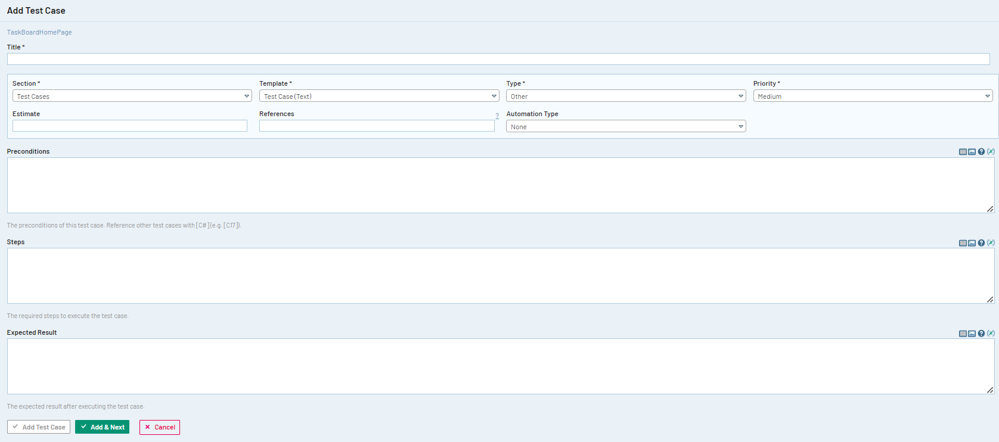 Add Test Case
TaskBoardHomePage
Title *
Section * Template * Type * Priority *
Test Cases Test Case (Text) Other Medium
Estimate References ? Automation Type
None
Preconditions
The preconditions of this test case. Reference other test cases with [C#] (e.g. [C17]).
Steps
The required steps to execute the test case.
Expected Result
The expected result after executing the test case.
Add Test Case Add & Next Cancel